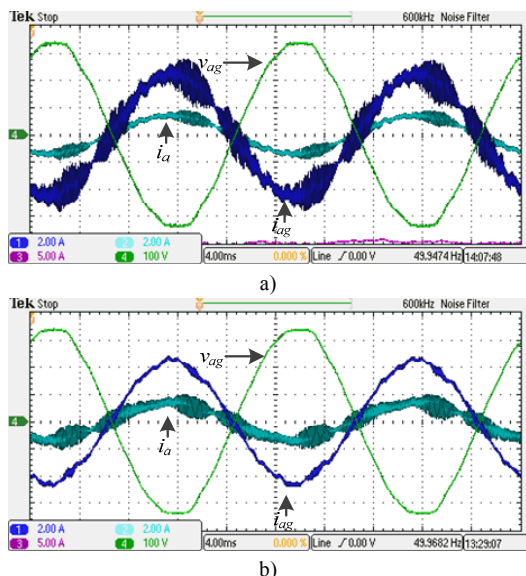 Tek Stop 600kHz Noise Filter
v_ag
4
i_a
i_ag
1 2.00 A 2 2.00 A
3 5.00 A 4 100 V
4.00ms 0.000 % Line ∫ 0.00 V 49.9474 Hz 14:07:48
a)
Tek Stop 600kHz Noise Filter
v_ag
4
i_a
i_ag
1 2.00 A 2 2.00 A
3 5.00 A 4 100 V
4.00ms 0.000 % Line ∫ 0.00 V 49.9682 Hz 13:29:07
b)